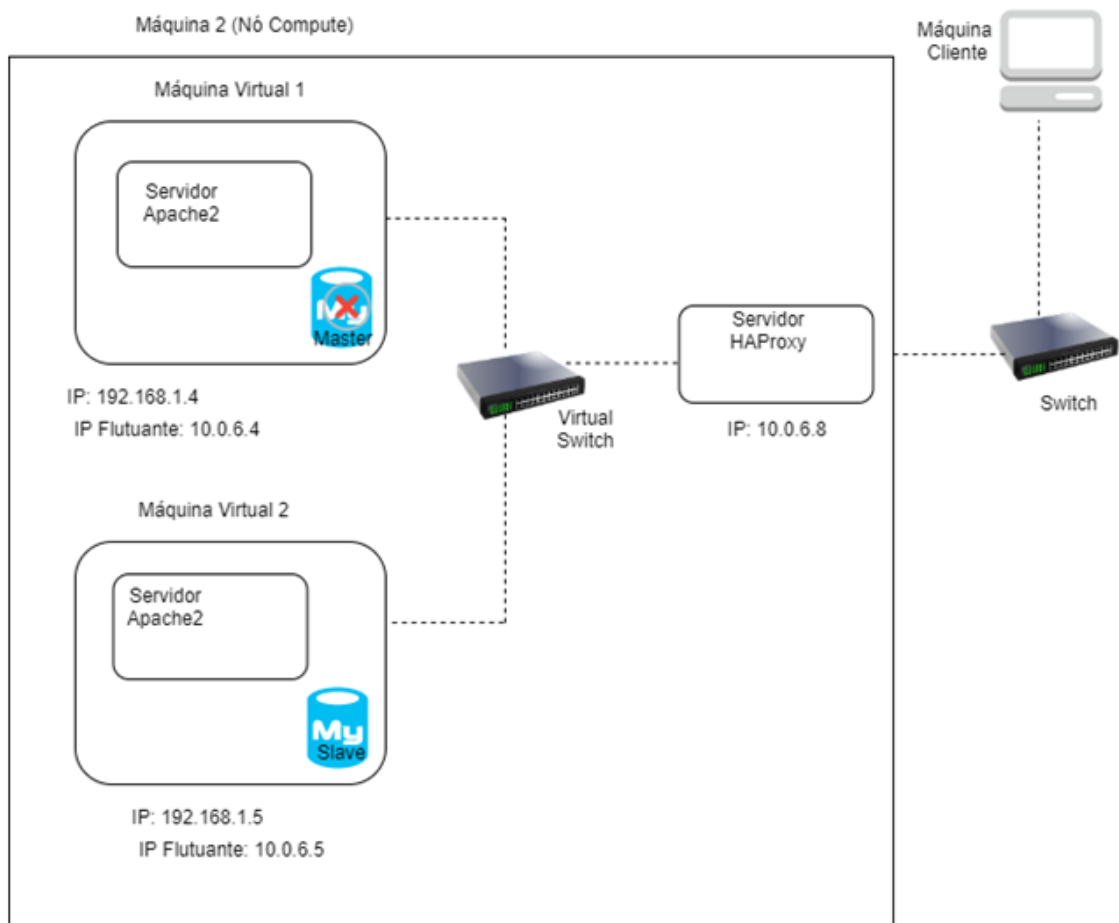 Máquina 2 (Nó Compute)
Máquina
Cliente
Máquina Virtual 1
Servidor
Apache2
My
Master
IP: 192.168.1.4
IP Flutuante: 10.0.6.4
Servidor
HAProxy
IP: 10.0.6.8
Virtual
Switch
Switch
Máquina Virtual 2
Servidor
Apache2
My
Slave
IP: 192.168.1.5
IP Flutuante: 10.0.6.5